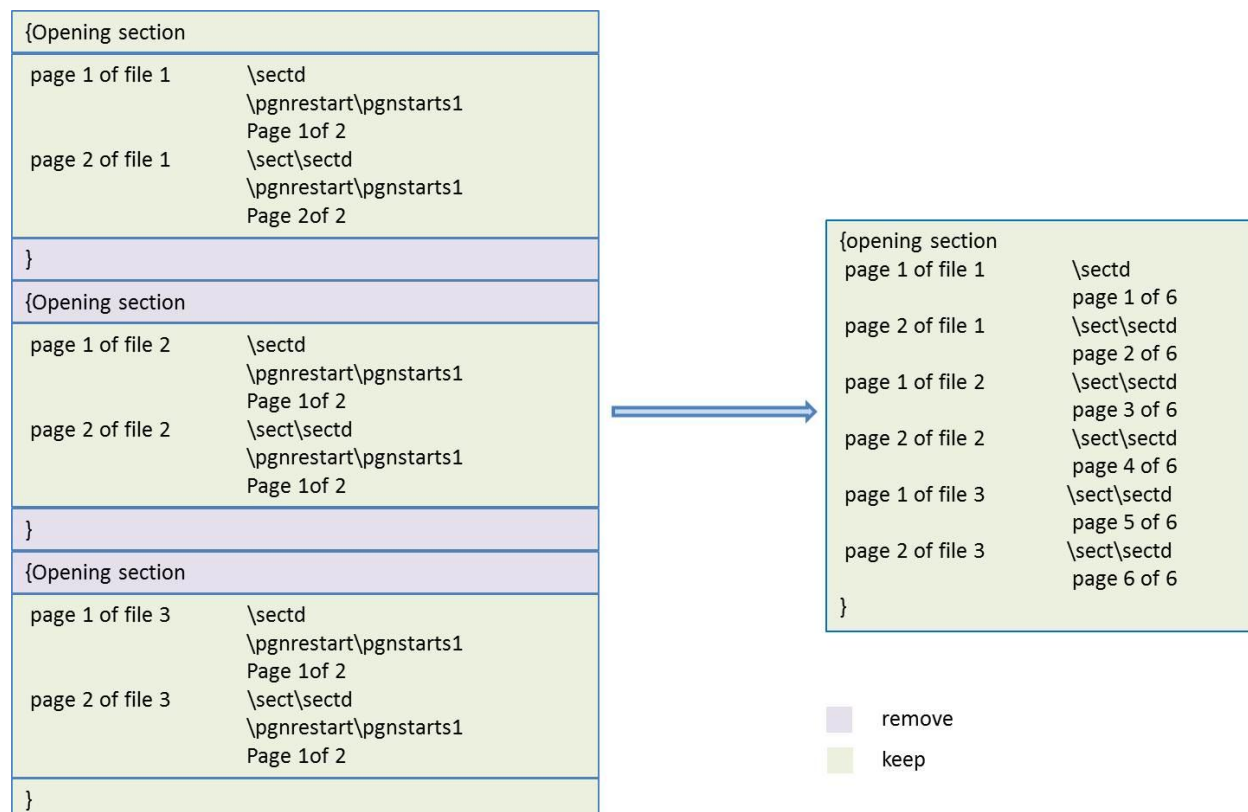 {Opening section
page 1 of file 1 \sectd
\pgnrestart\pgnstarts1
Page 1of 2
page 2 of file 1 \sect\sectd
\pgnrestart\pgnstarts1
Page 2of 2
}
{Opening section
page 1 of file 2 \sectd
\pgnrestart\pgnstarts1
Page 1of 2
page 2 of file 2 \sect\sectd
\pgnrestart\pgnstarts1
Page 1of 2
}
{Opening section
page 1 of file 3 \sectd
\pgnrestart\pgnstarts1
Page 1of 2
page 2 of file 3 \sect\sectd
\pgnrestart\pgnstarts1
Page 1of 2
}
{opening section
page 1 of file 1 \sectd
page 1 of 6
page 2 of file 1 \sect\sectd
page 2 of 6
page 1 of file 2 \sect\sectd
page 3 of 6
page 2 of file 2 \sect\sectd
page 4 of 6
page 1 of file 3 \sect\sectd
page 5 of 6
page 2 of file 3 \sect\sectd
page 6 of 6
}
remove
keep